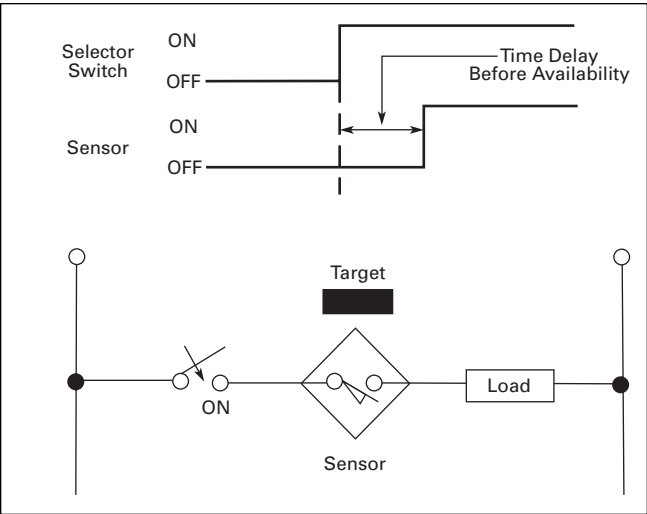 Selector
Switch
ON
OFF
Time Delay
Before Availability
Sensor
ON
OFF
Target
ON
Load
Sensor